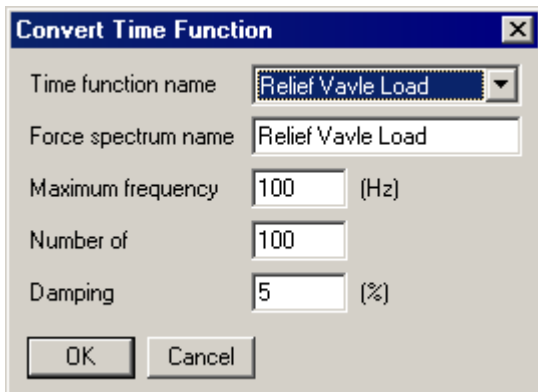 Convert Time Function
Time function name Relief Vavle Load
Force spectrum name Relief Vavle Load
Maximum frequency 100 (Hz)
Number of 100
Damping 5 (%)
OK Cancel